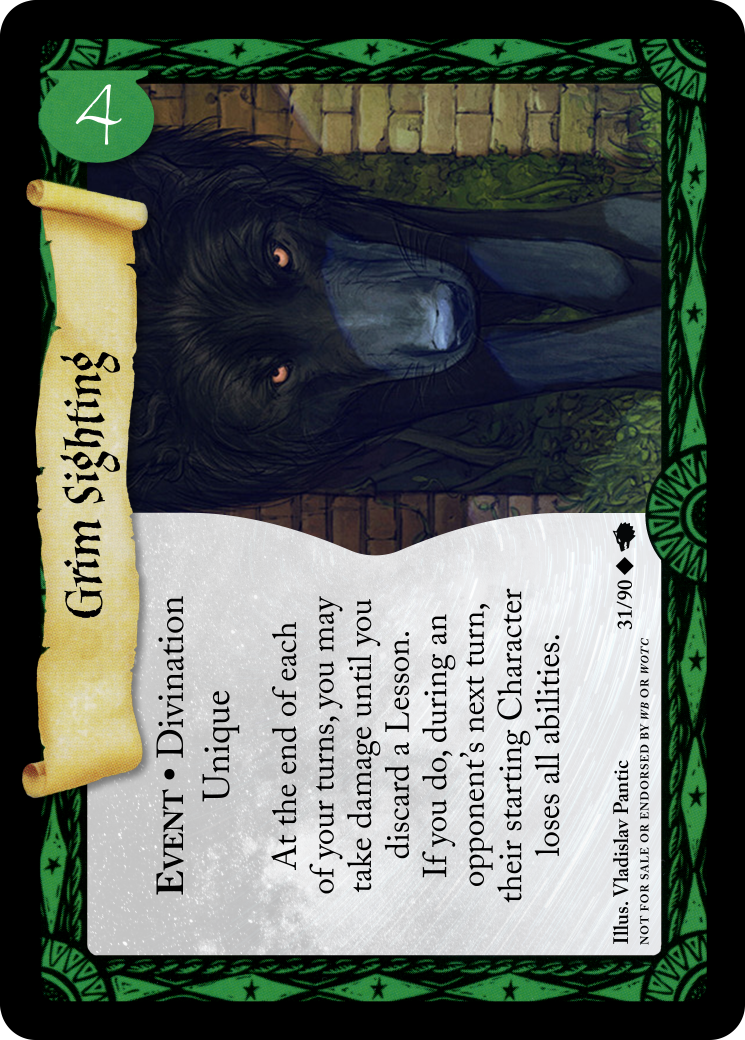 4
Grim Sighting
EVENT • Divination
Unique
At the end of each
of your turns, you may
take damage until you
discard a Lesson.
If you do, during an
opponent's next turn,
their starting Character
loses all abilities.
Illus. Vladislav Pantic
31/90
NOT FOR SALE OR ENDORSED BY WB OR WOTC